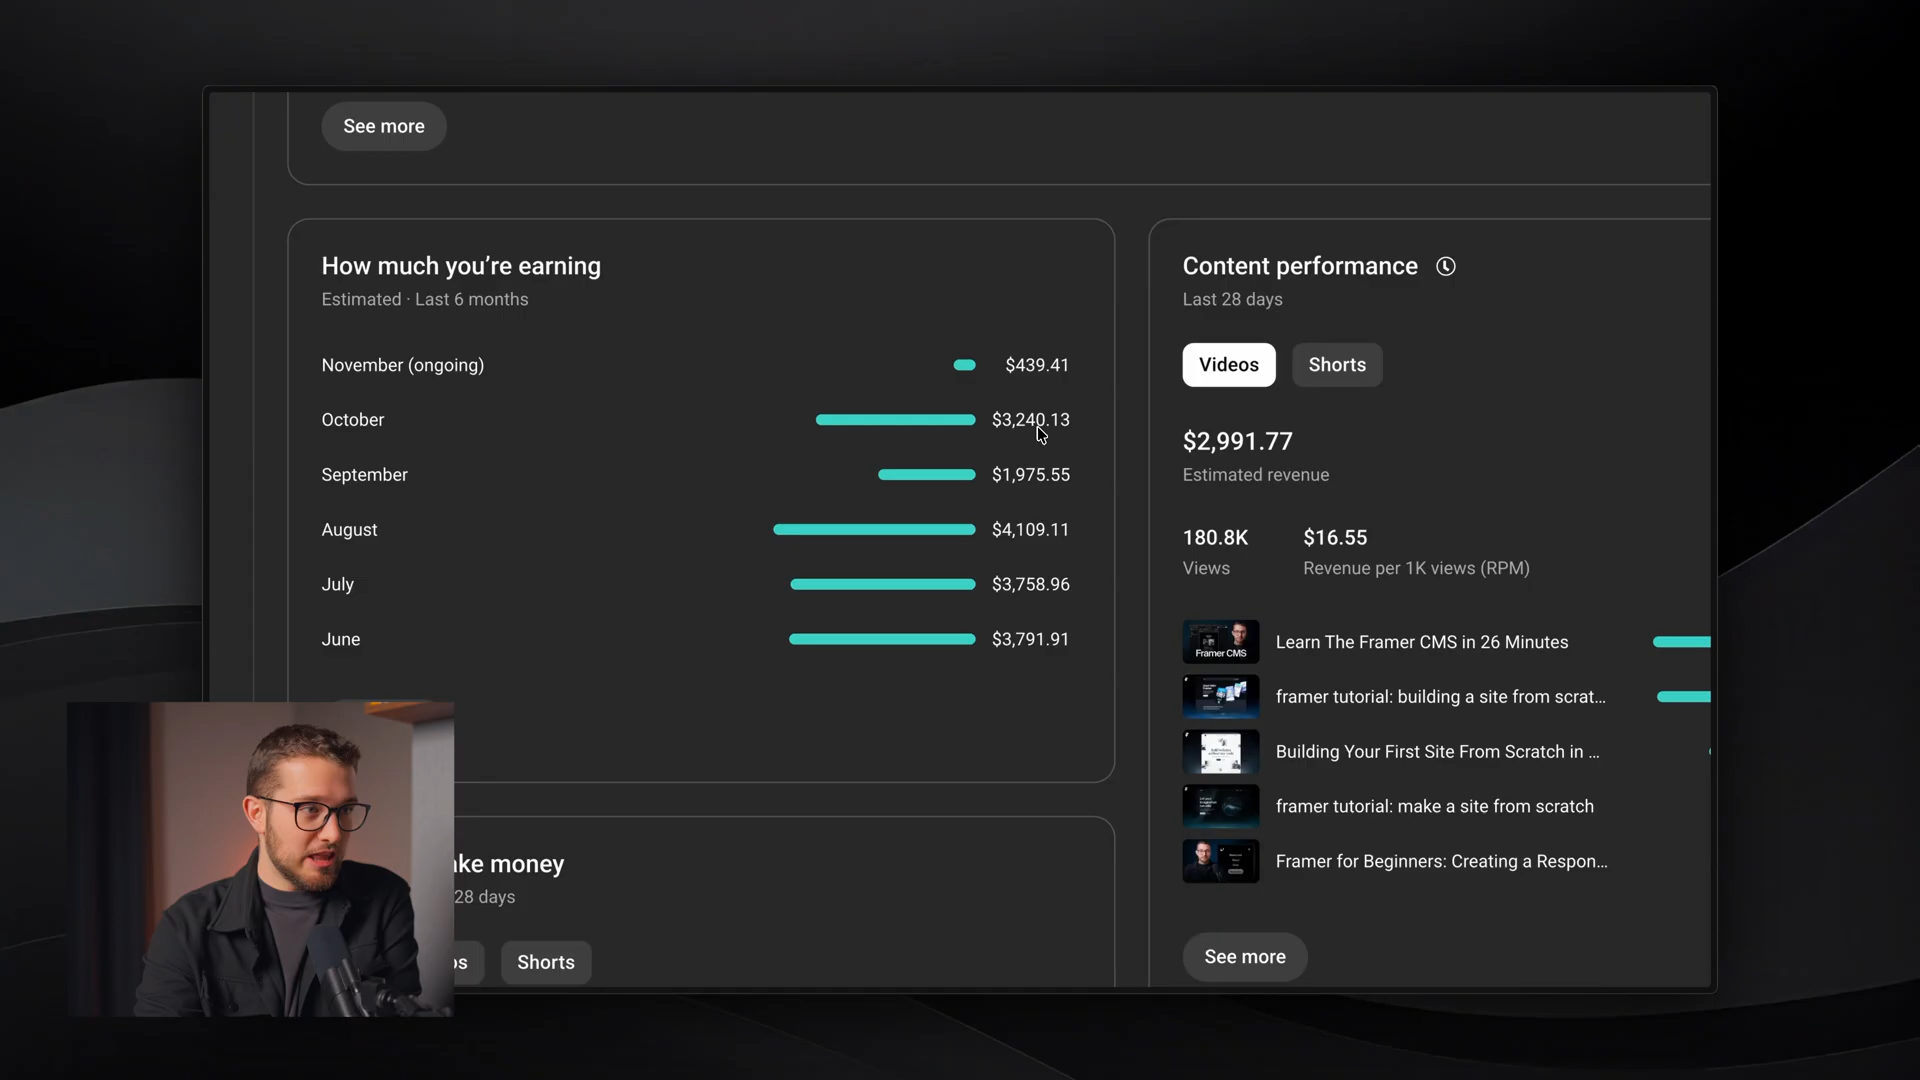 See more
How much you’re earning
Estimated · Last 6 months
November (ongoing) $439.41
October $3,240.13
September $1,975.55
August $4,109.11
July $3,758.96
June $3,791.91
Content performance
Last 28 days
Videos Shorts
$2,991.77
Estimated revenue
180.8K $16.55
Views Revenue per 1K views (RPM)
Framer CMS
Learn The Framer CMS in 26 Minutes
framer tutorial: building a site from scrat...
Building Your First Site From Scratch in ...
framer tutorial: make a site from scratch
Framer for Beginners: Creating a Respon...
See more
ake money
28 days
os Shorts